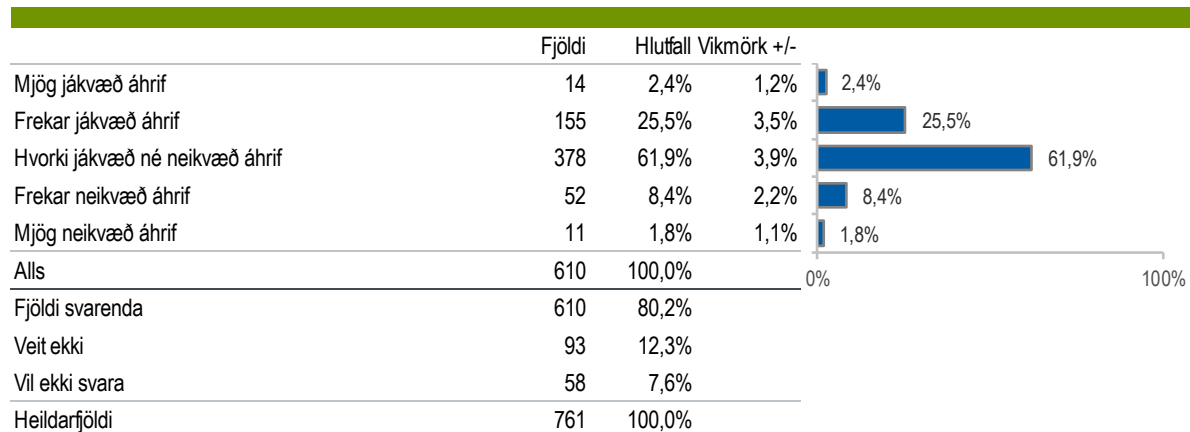 Fjöldi Hlutfall Vikmörk +/-
Mjög jákvæð áhrif 14 2,4% 1,2% 2,4%
Frekar jákvæð áhrif 155 25,5% 3,5% 25,5%
Hvorki jákvæð né neikvæð áhrif 378 61,9% 3,9% 61,9%
Frekar neikvæð áhrif 52 8,4% 2,2% 8,4%
Mjög neikvæð áhrif 11 1,8% 1,1% 1,8%
Alls 610 100,0% 0% 100%
Fjöldi svarenda 610 80,2%
Veit ekki 93 12,3%
Vil ekki svara 58 7,6%
Heildarfjöldi 761 100,0%